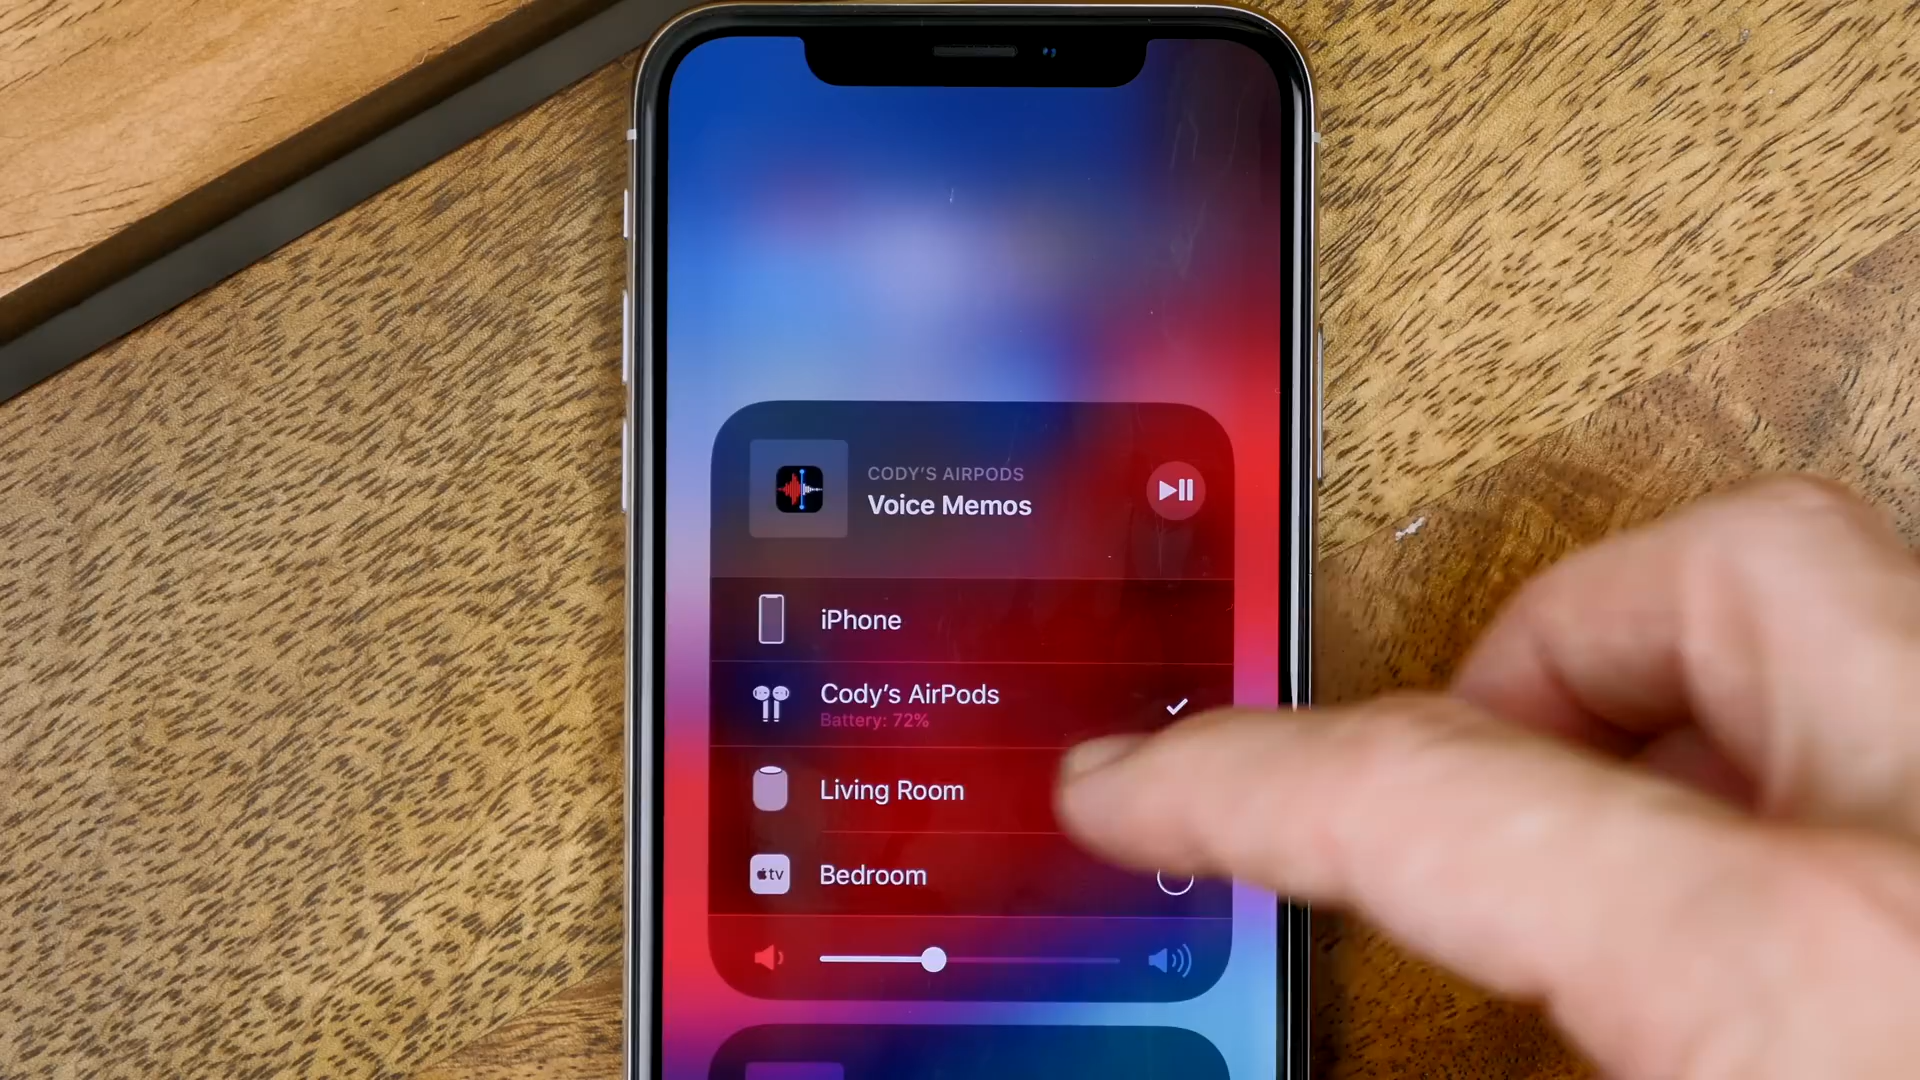 CODY’S AIRPODS
Voice Memos
iPhone
Cody’s AirPods
Battery: 72%
Living Room
tv
Bedroom